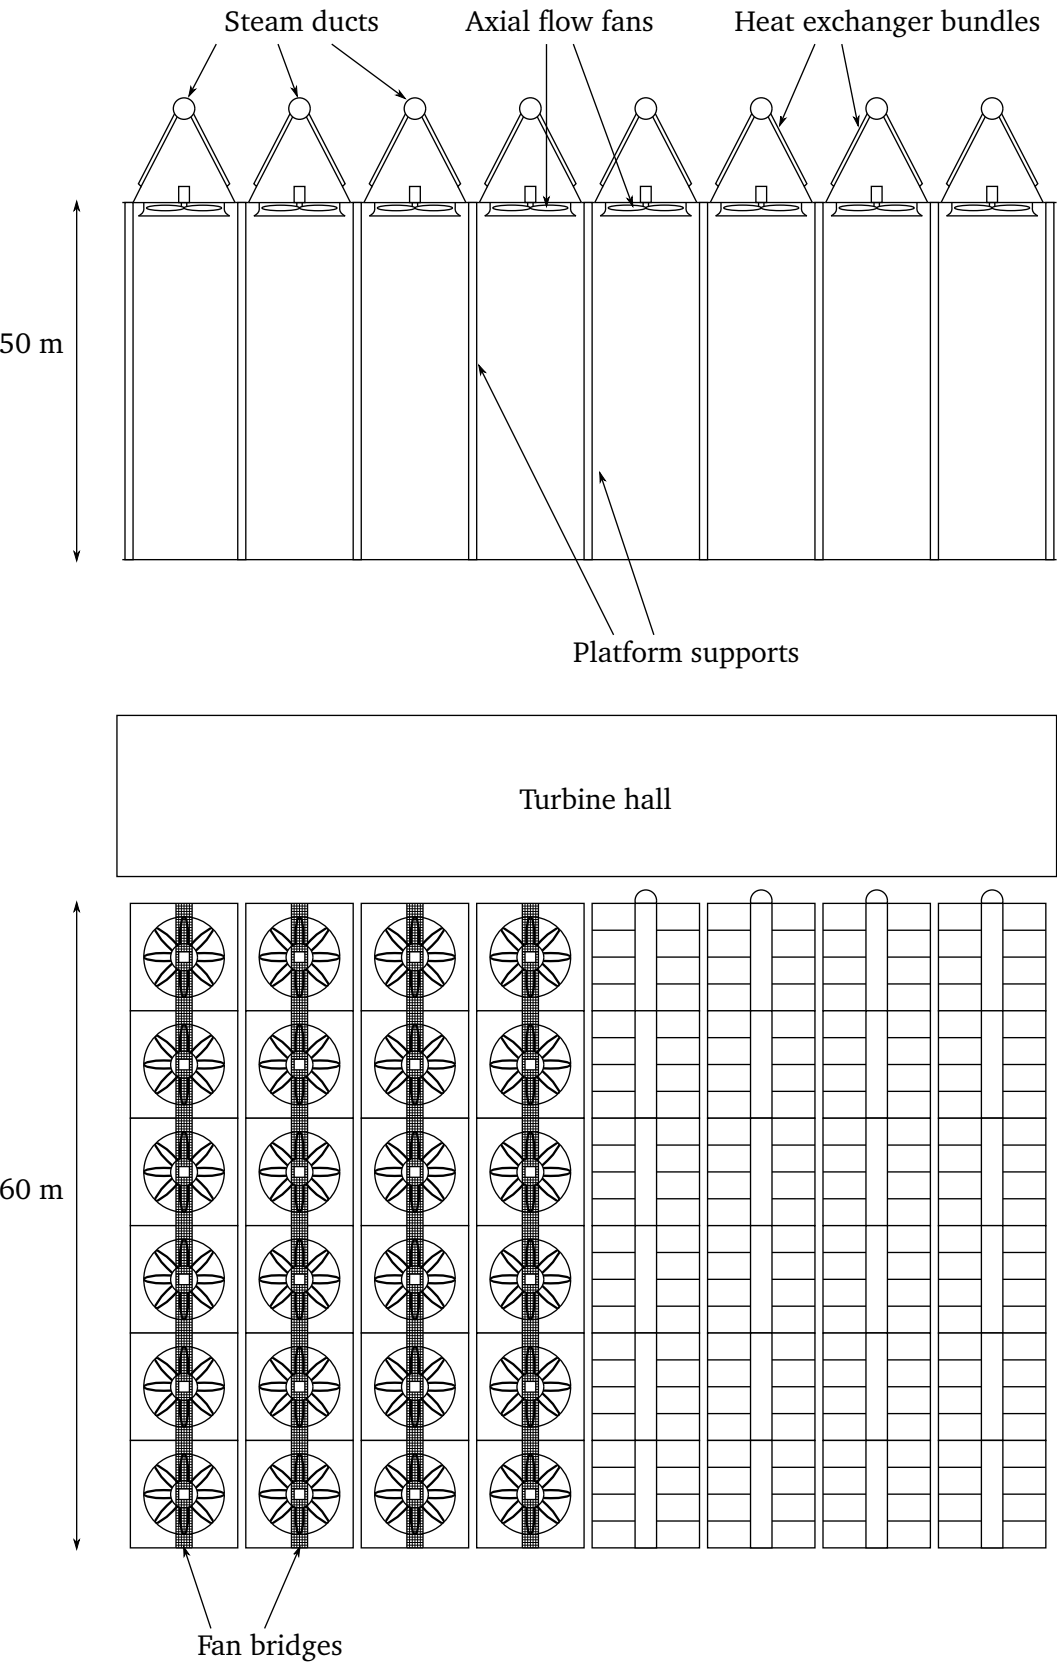 Steam ducts
Axial flow fans
Heat exchanger bundles
50 m
Platform supports
Turbine hall
60 m
Fan bridges